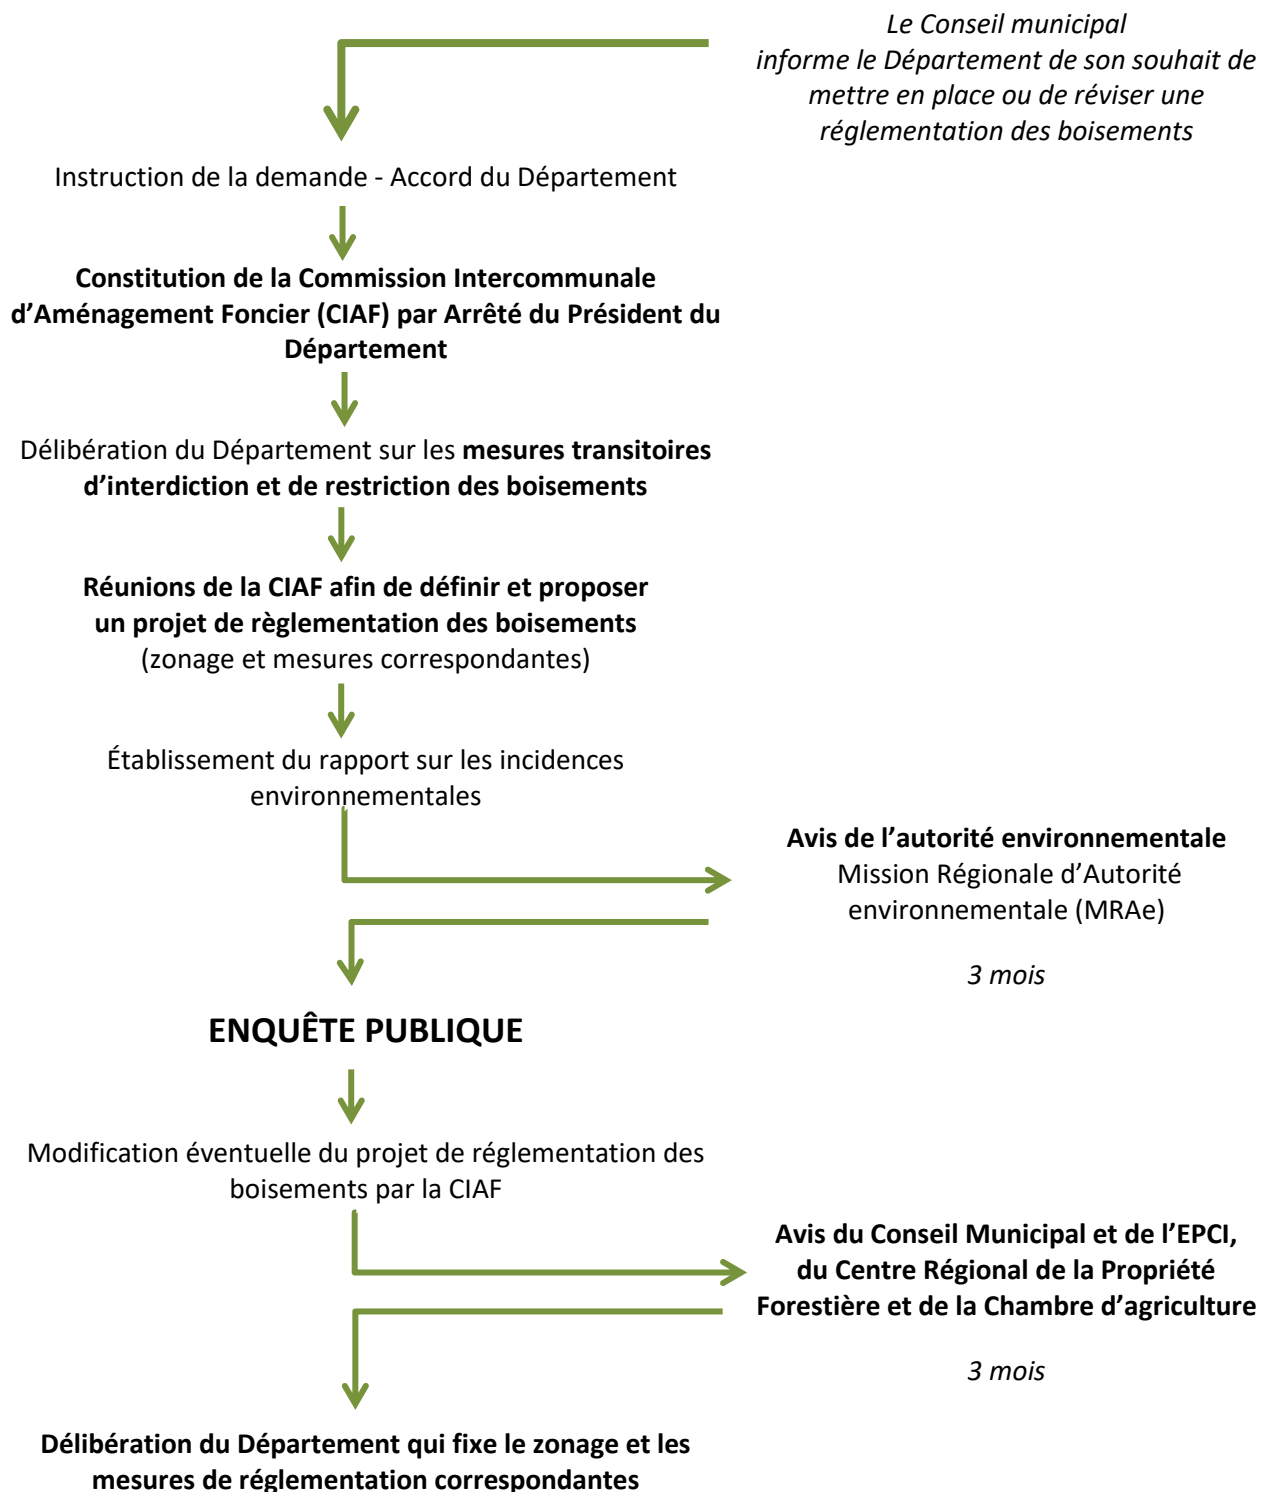 Le Conseil municipal
informe le Département de son souhait de
mettre en place ou de réviser une
réglementation des boisements
Instruction de la demande - Accord du Département
Constitution de la Commission Intercommunale
d’Aménagement Foncier (CIAF) par Arrêté du Président du
Département
Délibération du Département sur les mesures transitoires
d’interdiction et de restriction des boisements
Réunions de la CIAF afin de définir et proposer
un projet de règlementation des boisements
(zonage et mesures correspondantes)
Établissement du rapport sur les incidences
environnementales
Avis de l’autorité environnementale
Mission Régionale d’Autorité
environnementale (MRAe)
3 mois
ENQUÊTE PUBLIQUE
Modification éventuelle du projet de réglementation des
boisements par la CIAF
Avis du Conseil Municipal et de l’EPCI,
du Centre Régional de la Propriété
Forestière et de la Chambre d’agriculture
3 mois
Délibération du Département qui fixe le zonage et les
mesures de réglementation correspondantes